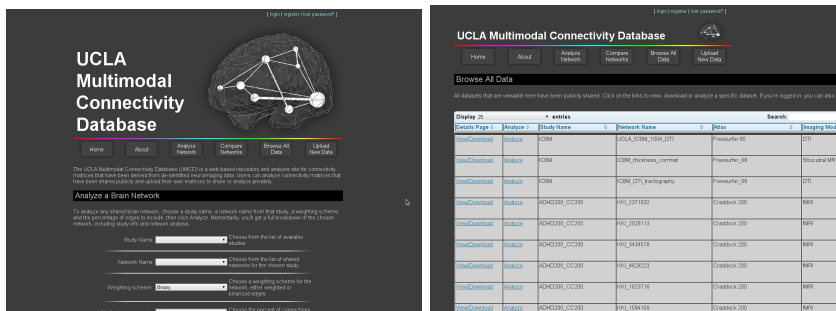 [ login | register | lost password? ]
UCLA
Multimodal
Connectivity
Database
Home
About
Analyze
Network
Compare
Networks
Browse All
Data
Upload
New Data
The UCLA Multimodal Connectivity Database (UMCD) is a web-based repository and analysis site for connectivity
matrices that have been derived from de-identified neuroimaging data. Users can analyze connectivity matrices that
have been shared publicly and upload their own matrices to share or analyze privately.
Analyze a Brain Network
To analyze any shared brain network, choose a study name, a network name from that study, a weighting scheme,
and the percentage of edges to include, then click Analyze. Momentarily, you'll get a full breakdown of the chosen
network, including study info and network analysis.
Study Name
Choose from the list of available
studies
Network Name
Choose from the list of shared
networks for the chosen study
Weighting scheme Binary
Choose a weighting scheme for the
network, either weighted or
binarized edges
Choose the percent of connections
[ login | register | lost password? ]
UCLA Multimodal Connectivity Database
Home
About
Analyze
Network
Compare
Networks
Browse All
Data
Upload
New Data
Browse All Data
All datasets that are viewable here have been publicly shared. Click on the links to view, download or analyze a specific dataset. If you're logged in, you can also
Display 25 entries Search:
Details Page Analyze Study Name Network Name Atlas Imaging Mod
View/Download Analyze ICBM UCLA_ICBM_1004_DTI Freesurfer 85 DTI
View/Download Analyze ICBM ICBM_thickness_corrmat Freesurfer_68 Strucutral MR
View/Download Analyze ICBM ICBM_DTI_tractography Freesurfer_68 DTI
View/Download Analyze ADHD200_CC200 KKI_2371032 Craddock 200 fMRI
View/Download Analyze ADHD200_CC200 KKI_2026113 Craddock 200 fMRI
View/Download Analyze ADHD200_CC200 KKI_3434578 Craddock 200 fMRI
View/Download Analyze ADHD200_CC200 KKI_8628223 Craddock 200 fMRI
View/Download Analyze ADHD200_CC200 KKI_1623716 Craddock 200 fMRI
View/Download Analyze ADHD200_CC200 KKI_1594156 Craddock 200 fMRI